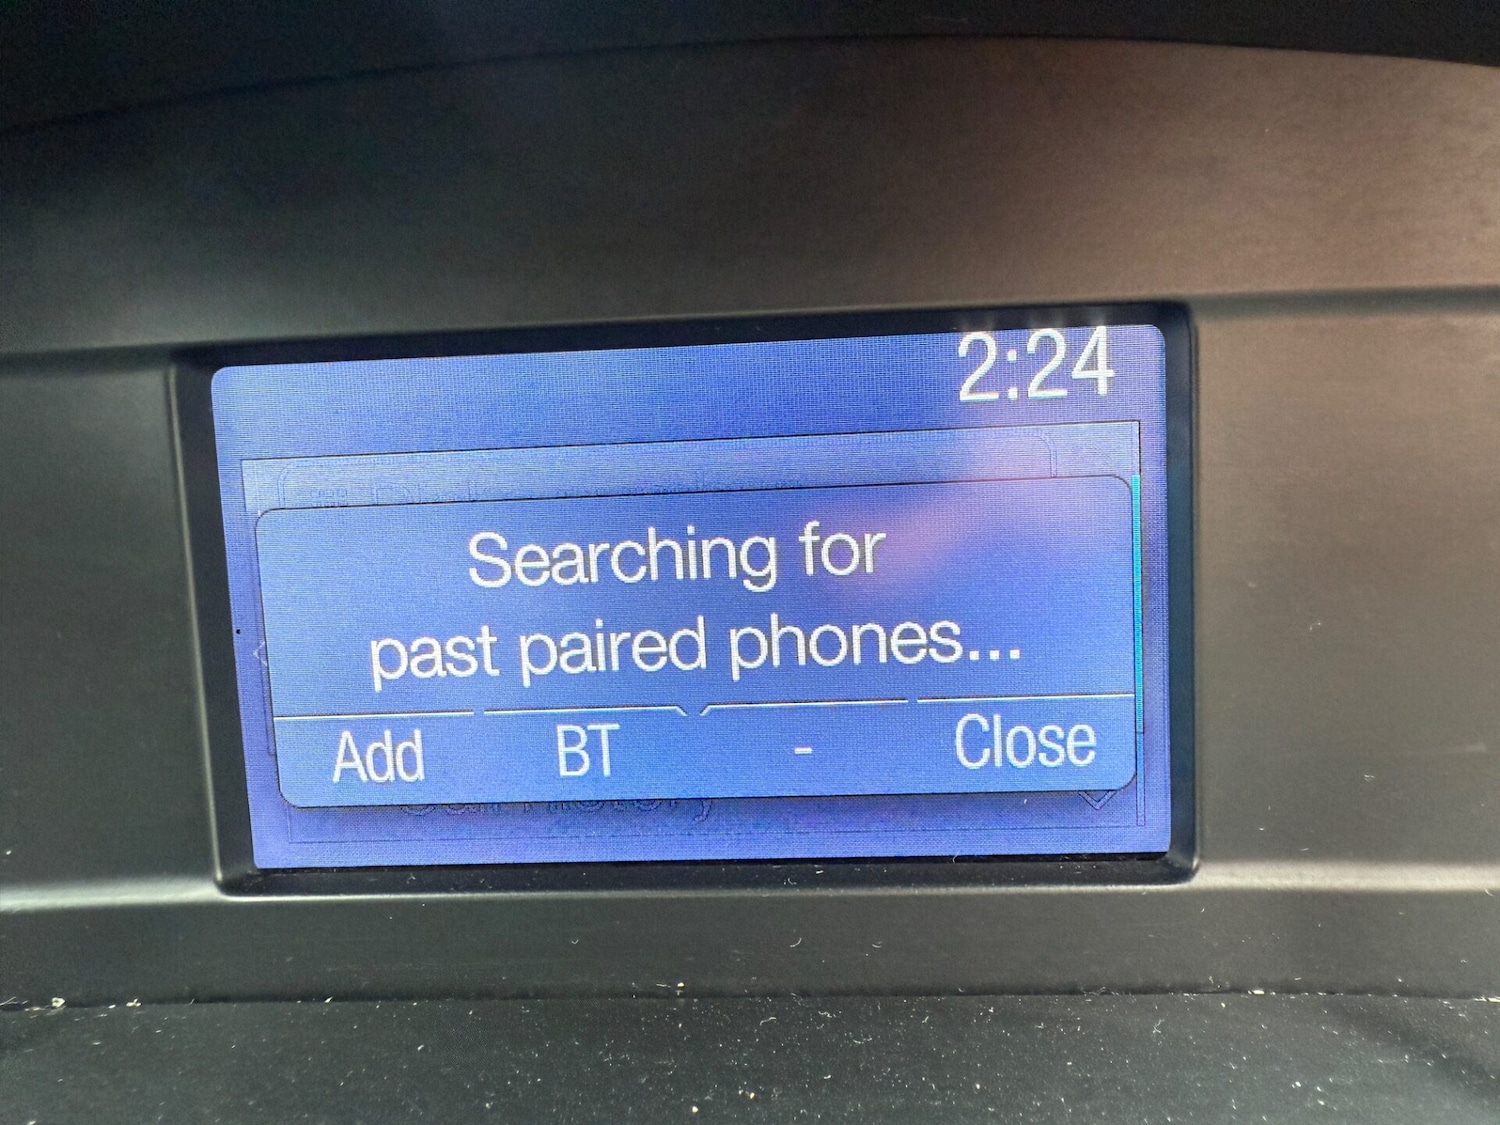 2:24
Searching for
past paired phones...
Add BT - Close